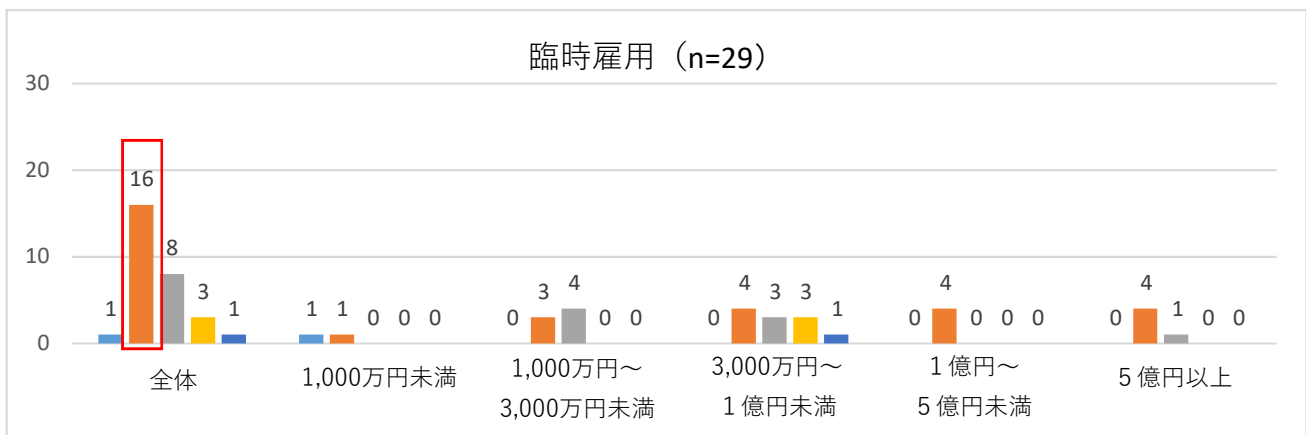 臨時雇用（n=29）
30
20
10
0
1 16 8 3 1
1 1 0 0 0
0 3 4 0 0
0 4 3 3 1
0 4 0 0 0
0 4 1 0 0
全体
1,000万円未満
1,000万円～
3,000万円未満
3,000万円～
１億円未満
１億円～
５億円未満
５億円以上